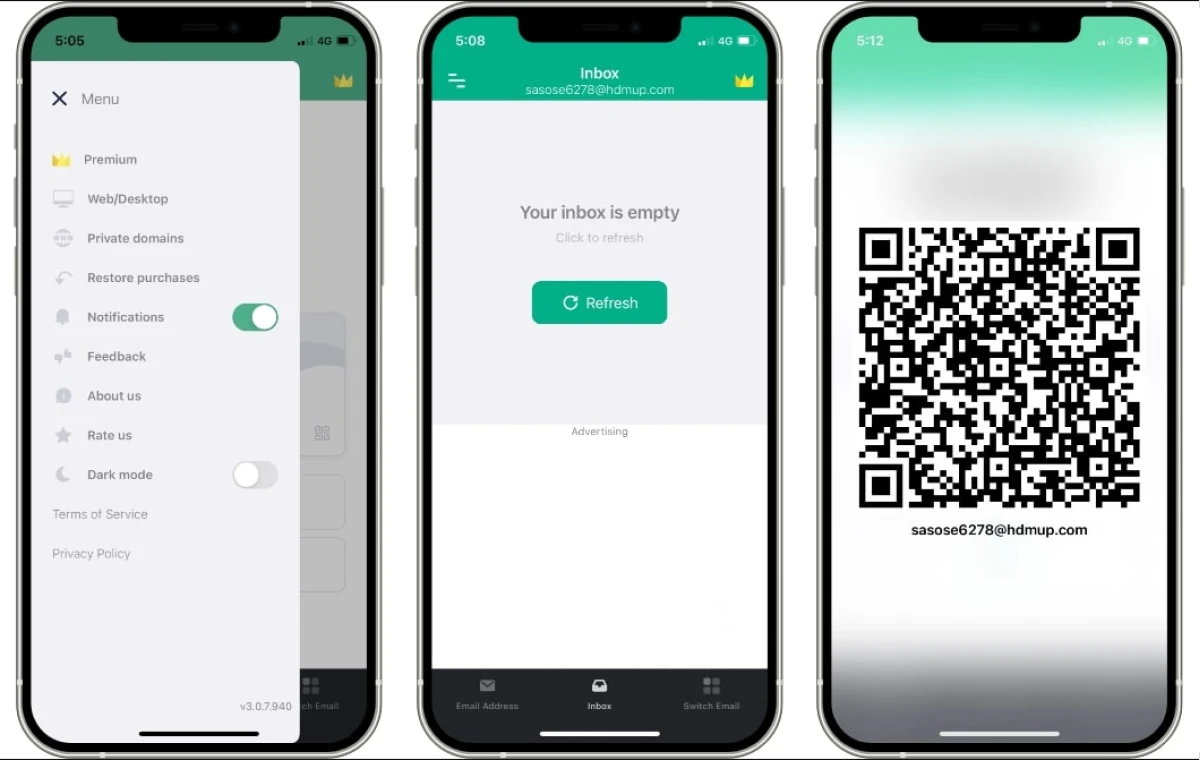 5:05
4G
Menu
Premium
Web/Desktop
www
Private domains
Restore purchases
Notifications
Feedback
About us
Rate us
Dark mode
Terms of Service
Privacy Policy
v3.0.7.940
ch Email
5:08
4G
Inbox
sasose6278@hdmup.com
Your inbox is empty
Click to refresh
Refresh
Advertising
Email Address
Inbox
Switch Email
5:12
4G
sasose6278@hdmup.com